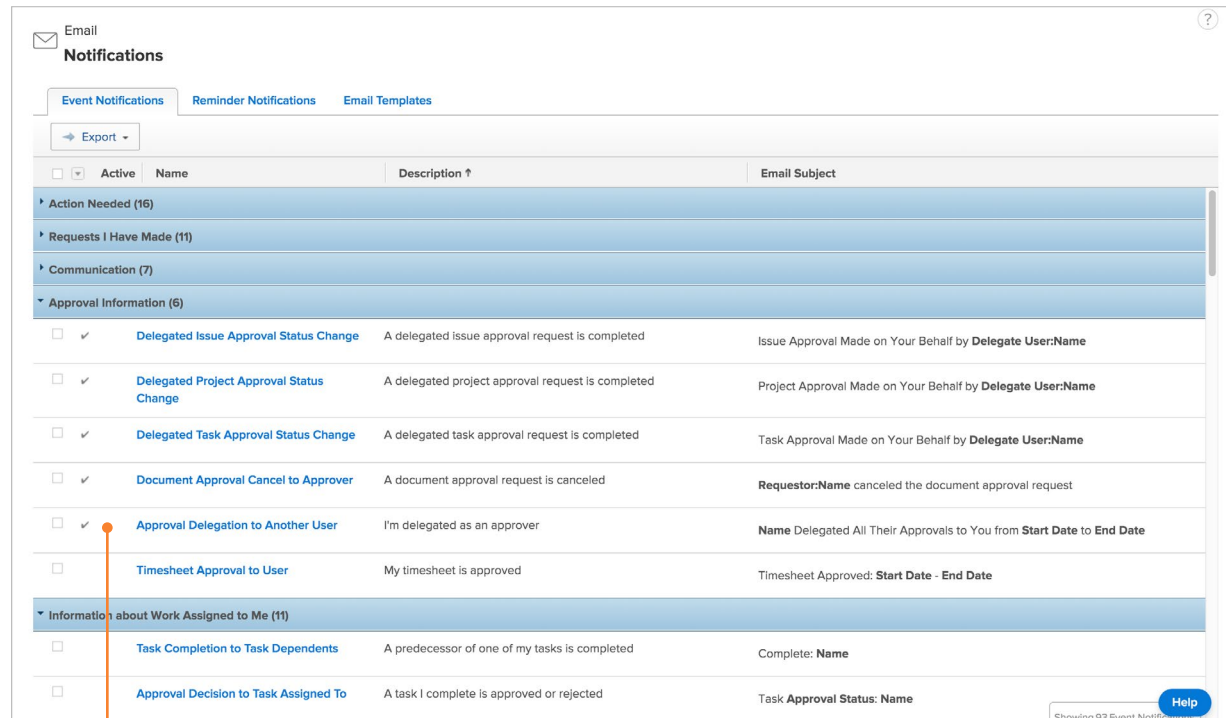 Email
Notifications
?
Event Notifications Reminder Notifications Email Templates
Export
Active Name Description ↑ Email Subject
Action Needed (16)
Requests I Have Made (11)
Communication (7)
Approval Information (6)
Delegated Issue Approval Status Change A delegated issue approval request is completed Issue Approval Made on Your Behalf by Delegate User:Name
Delegated Project Approval Status A delegated project approval request is completed Project Approval Made on Your Behalf by Delegate User:Name
Change
Delegated Task Approval Status Change A delegated task approval request is completed Task Approval Made on Your Behalf by Delegate User:Name
Document Approval Cancel to Approver A document approval request is canceled Requestor:Name canceled the document approval request
Approval Delegation to Another User I'm delegated as an approver Name Delegated All Their Approvals to You from Start Date to End Date
Timesheet Approval to User My timesheet is approved Timesheet Approved: Start Date - End Date
Information about Work Assigned to Me (11)
Task Completion to Task Dependents A predecessor of one of my tasks is completed Complete: Name
Approval Decision to Task Assigned To A task I complete is approved or rejected Task Approval Status: Name
Help
Showing 93 Event